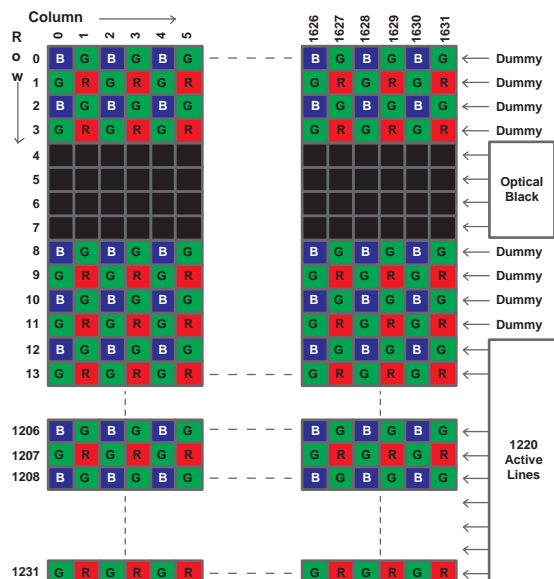 Column
Row
0 1 2 3 4 5 1626 1627 1628 1629 1630 1631
0 B G B G B G B G B G B G Dummy
1 G R G R G R G R G R G R Dummy
2 B G B G B G B G B G B G Dummy
3 G R G R G R G R G R G R Dummy
4
5
6
7
Optical
Black
8 B G B G B G B G B G B G Dummy
9 G R G R G R G R G R G R Dummy
10 B G B G B G B G B G B G Dummy
11 G R G R G R G R G R G R Dummy
12 B G B G B G B G B G B G
13 G R G R G R G R G R G R
1206 B G B G B G B G B G B G
1207 G R G R G R G R G R G R
1208 B G B G B G B G B G B G
1220
Active
Lines
1231 G R G R G R G R G R G R